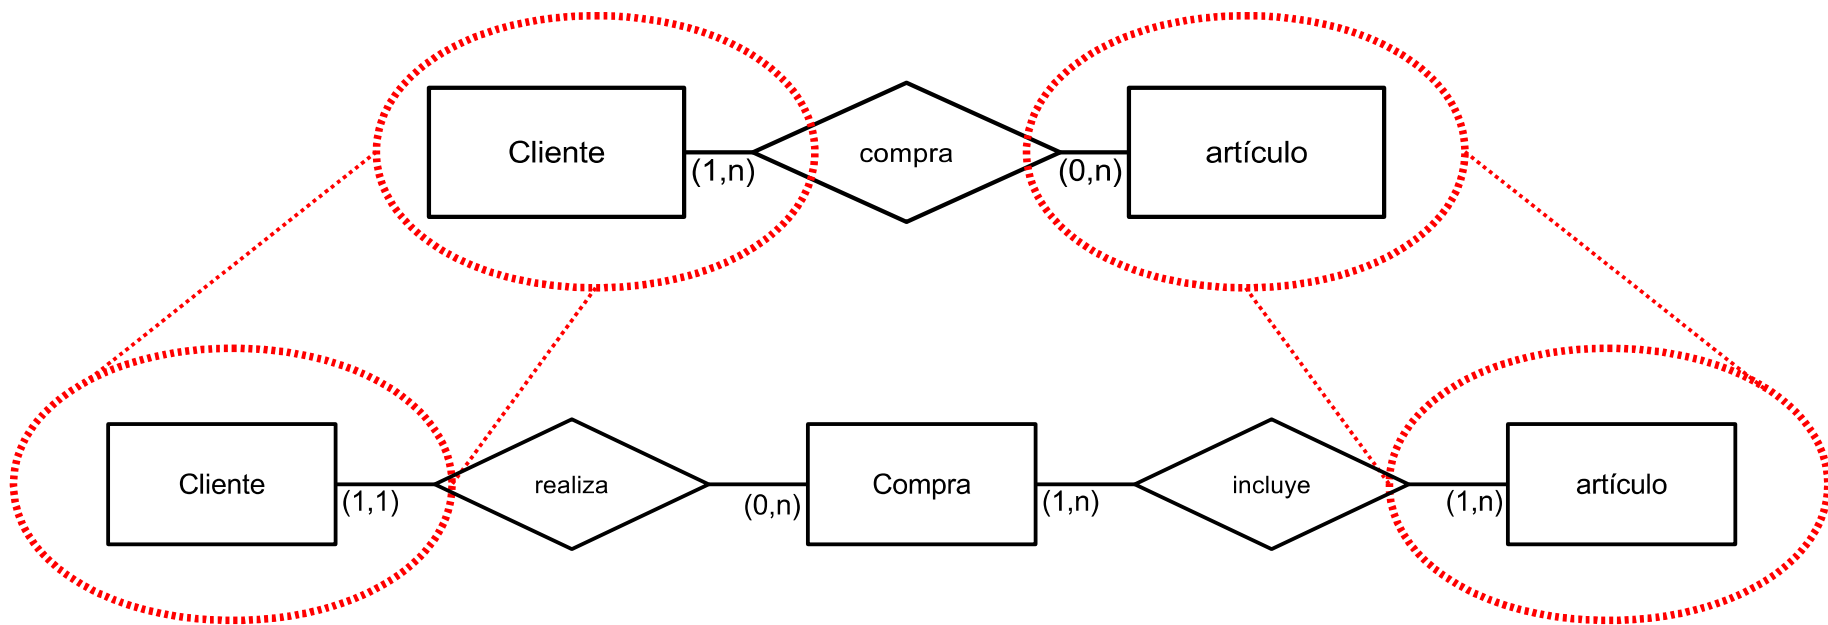 Cliente
(1,n)
compra
(0,n)
artículo
Cliente
(1,1)
realiza
(0,n)
Compra
(1,n)
incluye
(1,n)
artículo